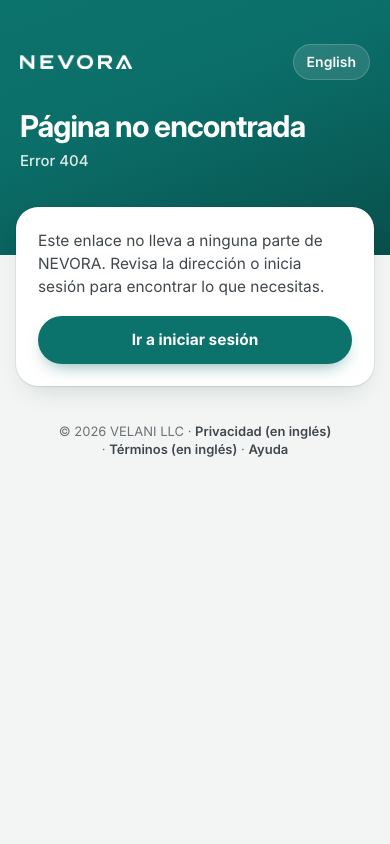 NEVORA
English
Página no encontrada
Error 404
Este enlace no lleva a ninguna parte de
NEVORA. Revisa la dirección o inicia
sesión para encontrar lo que necesitas.
Ir a iniciar sesión
© 2026 VELANI LLC · Privacidad (en inglés)
· Términos (en inglés) · Ayuda